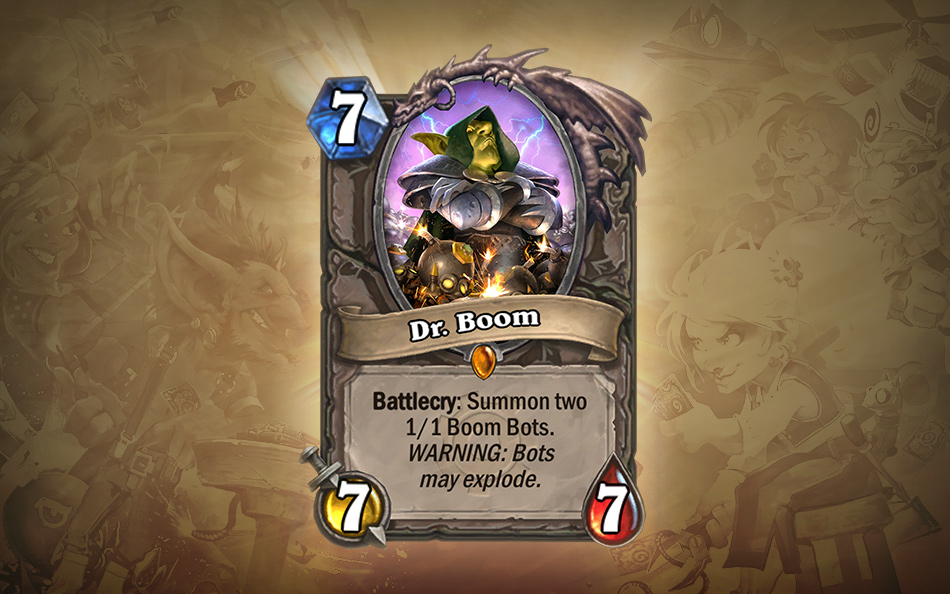 7
Dr. Boom
Battlecry: Summon two
1/1 Boom Bots.
WARNING: Bots
may explode.
7
7